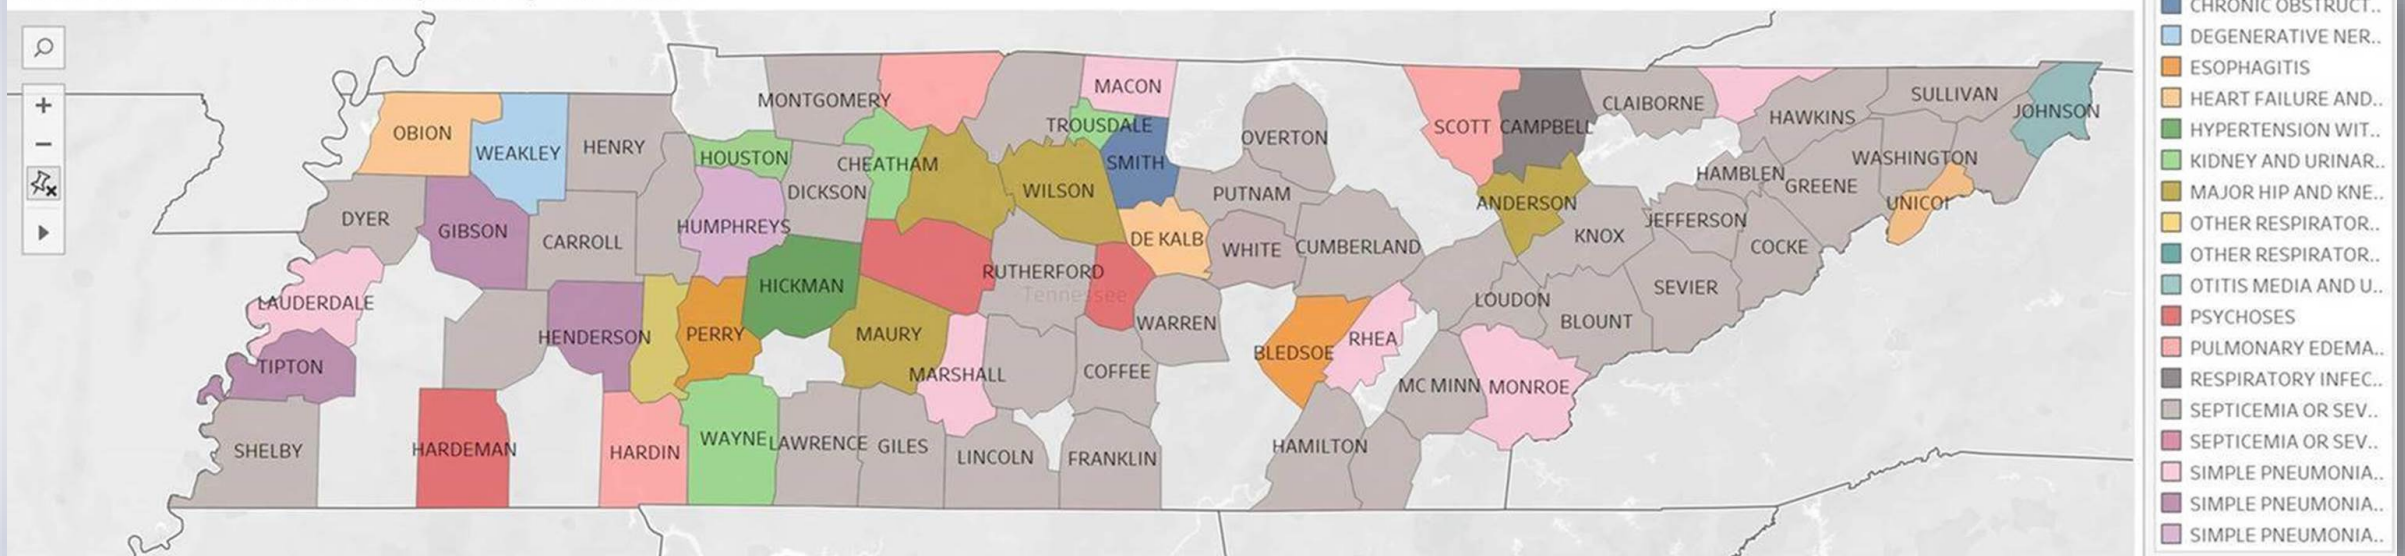 MONTGOMERY
MACON
TROUSDALE
OBION
WEAKLEY
HENRY
HOUSTON
CHEATHAM
SMITH
OVERTON
SCOTT
CAMPBELL
CLAIBORNE
HAWKINS
SULLIVAN
JOHNSON
DICKSON
WILSON
PUTNAM
ANDERSON
HAMBLEN
WASHINGTON
GREENE
UNICOI
DYER
GIBSON
CARROLL
HUMPHREYS
DE KALB
WHITE
CUMBERLAND
KNOX
JEFFERSON
COCKE
HICKMAN
RUTHERFORD
Tennessee
LOUDON
SEVIER
LAUDERDALE
HENDERSON
PERRY
MAURY
WARREN
BLEDSOE
RHEA
BLOUNT
TIPTON
MARSHALL
COFFEE
MC MINN
MONROE
SHELBY
HARDEMAN
HARDIN
WAYNE
LAWRENCE
GILES
LINCOLN
FRANKLIN
HAMILTON
CHRONIC OBSTRUCT..
DEGENERATIVE NER..
ESOPHAGITIS
HEART FAILURE AND..
HYPERTENSION WIT..
KIDNEY AND URINAR..
MAJOR HIP AND KNE..
OTHER RESPIRATOR..
OTHER RESPIRATOR..
OTITIS MEDIA AND U..
PSYCHOSES
PULMONARY EDEMA..
RESPIRATORY INFEC..
SEPTICEMIA OR SEV..
SEPTICEMIA OR SEV..
SIMPLE PNEUMONIA..
SIMPLE PNEUMONIA..
SIMPLE PNEUMONIA..